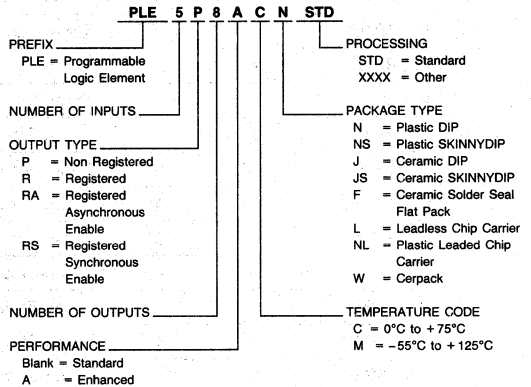 PLE 5 P 8 A C N STD
PREFIX
PLE = Programmable
Logic Element
NUMBER OF INPUTS
OUTPUT TYPE
P = Non Registered
R = Registered
RA = Registered
Asynchronous
Enable
RS = Registered
Synchronous
Enable
NUMBER OF OUTPUTS
PERFORMANCE
Blank = Standard
A = Enhanced
PROCESSING
STD = Standard
XXXX = Other
PACKAGE TYPE
N = Plastic DIP
NS = Plastic SKINNYDIP
J = Ceramic DIP
JS = Ceramic SKINNYDIP
F = Ceramic Solder Seal
Flat Pack
L = Leadless Chip Carrier
NL = Plastic Leaded Chip
Carrier
W = Cerpack
TEMPERATURE CODE
C = 0°C to +75°C
M = −55°C to +125°C